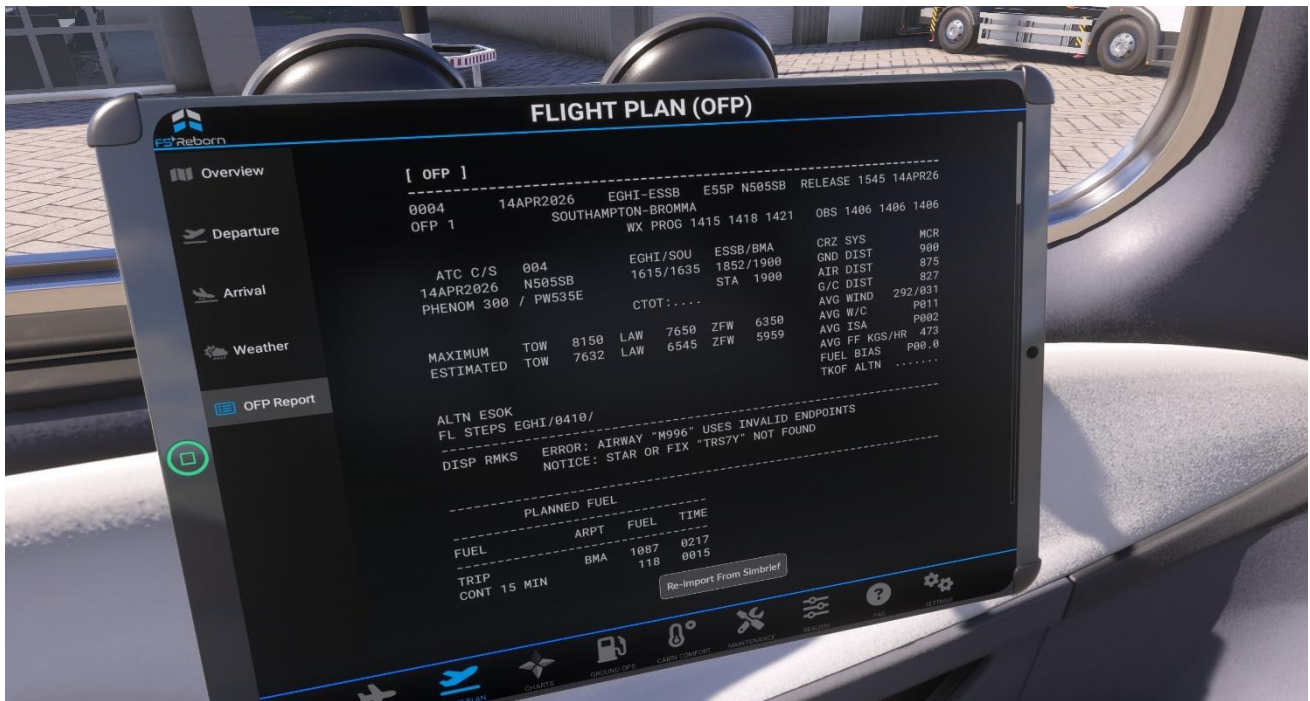 FLIGHT PLAN (OFP)
FS Reborn
Overview
Departure
Arrival
Weather
OFP Report
[ OFP ]
0004 14APR2026 EGHI-ESSB E55P N505SB RELEASE 1545 14APR26
OFP 1 SOUTHAMPTON-BROMMA
WX PROG 1415 1418 1421 OBS 1406 1406 1406
ATC C/S 004 EGHI/SOU ESSB/BMA CRZ SYS MCR
14APR2026 N505SB 1615/1635 1852/1900 GND DIST 900
PHENOM 300 / PW535E STA 1900 AIR DIST 875
G/C DIST 827
CTOT:.... AVG WIND 292/031
AVG W/C P011
MAXIMUM TOW 8150 LAW 7650 ZFW 6350 AVG ISA P002
ESTIMATED TOW 7632 LAW 6545 ZFW 5959 AVG FF KGS/HR 473
FUEL BIAS P00.0
TKOF ALTN .......
ALTN ESOK
FL STEPS EGHI/0410/
DISP RMKS ERROR: AIRWAY "M996" USES INVALID ENDPOINTS
NOTICE: STAR OR FIX "TRS7Y" NOT FOUND
PLANNED FUEL
FUEL ARPT FUEL TIME
TRIP BMA 1087 0217
CONT 15 MIN 118 0015
Re-import From Simbrief
PLAN
CHARTS
GROUND OPS
CABIN COMFORT
MAINTENANCE
REALISM
FAQ
SETTINGS